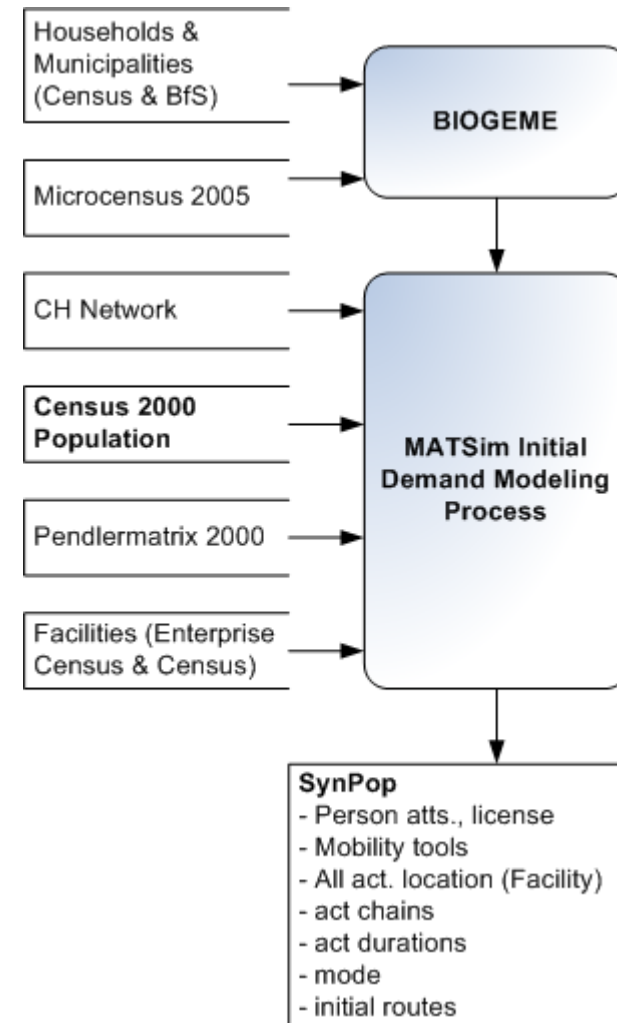 Households &
Municipalities
(Census & BfS)
BIOGEME
Microcensus 2005
CH Network
Census 2000
Population
MATSim Initial
Demand Modeling
Process
Pendlermatrix 2000
Facilities (Enterprise
Census & Census)
SynPop
- Person atts., license
- Mobility tools
- All act. location (Facility)
- act chains
- act durations
- mode
- initial routes